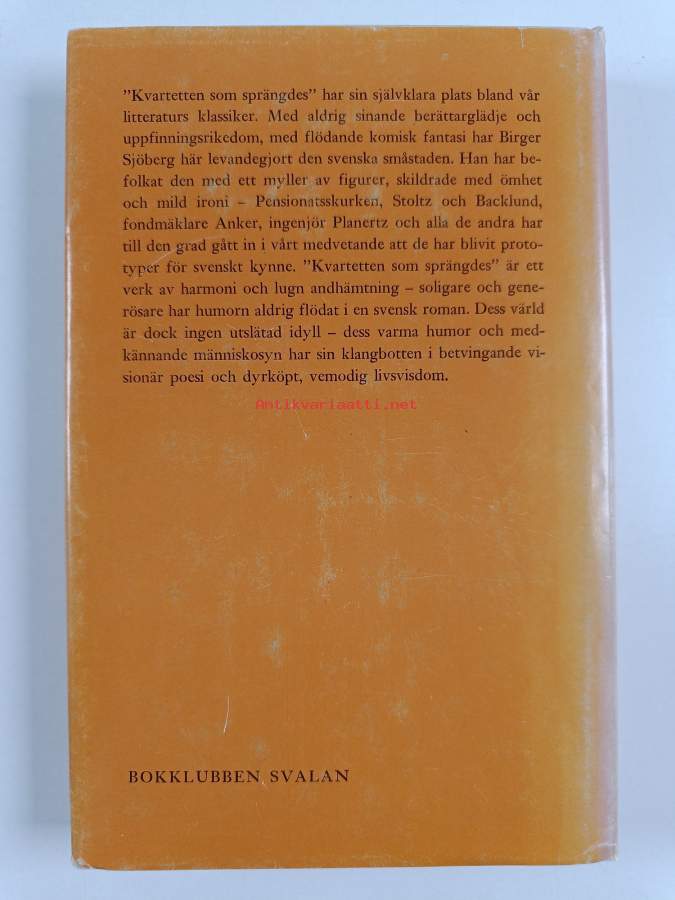 "Kvartetten som sprängdes" har sin självklara plats bland vår
litteraturs klassiker. Med aldrig sinande berättarglädje och
uppfinningsrikedom, med flödande komisk fantasi har Birger
Sjöberg här levandegjort den svenska småstaden. Han har be-
folkat den med ett myller av figurer, skildrade med ömhet
och mild ironi – Pensionatsskurken, Stoltz och Backlund,
fondmäklare Anker, ingenjör Planertz och alla de andra har
till den grad gått in i vårt medvetande att de har blivit proto-
typer för svenskt kynne. "Kvartetten som sprängdes" är ett
verk av harmoni och lugn andhämtning – soligare och gene-
rösare har humorn aldrig flödat i en svensk roman. Dess värld
är dock ingen utslätad idyll – dess varma humor och med-
kännande människosyn har sin klangbotten i betvingande vi-
sionär poesi och dyrköpt, vemodig livsvisdom.
Antikvariaatti.net
BOKKLUBBEN SVALAN